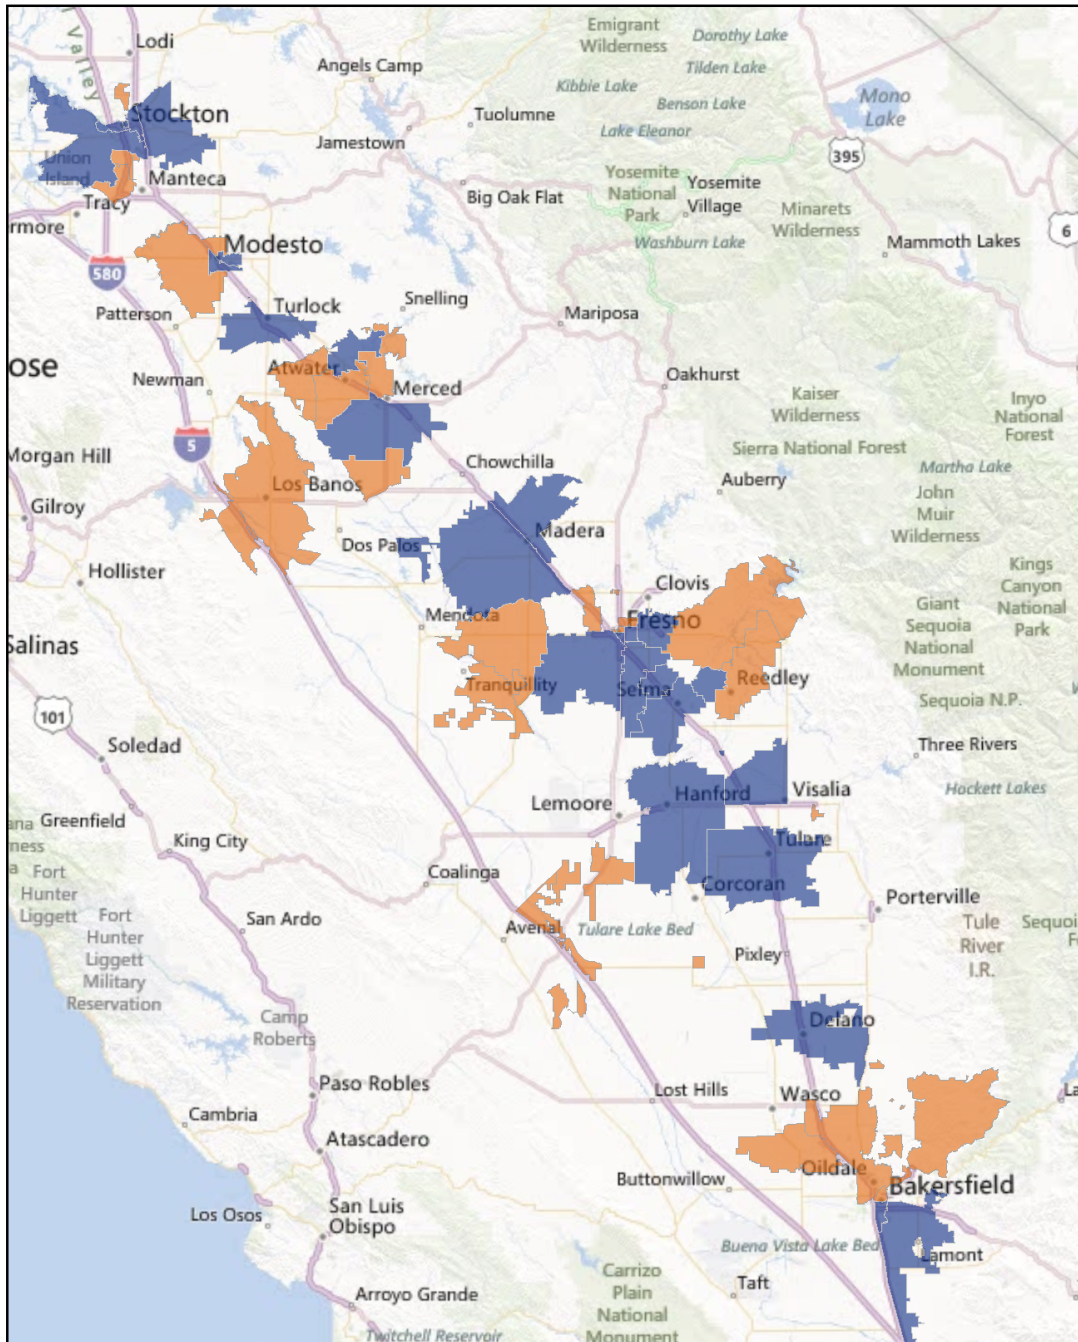 Lodi
Valley
Stockton
Union
Island
Manteca
Tracy
rmore
580
Modesto
Patterson
Turlock
Snelling
Newman
Atwater
Merced
ose
5
Morgan Hill
Gilroy
Hollister
Los Banos
Dos Palos
Chowchilla
Madera
Angels Camp
Jamestown
Tuolumne
Big Oak Flat
Mariposa
Oakhurst
Emigrant
Wilderness
Dorothy Lake
Tilden Lake
Kibbie Lake
Benson Lake
Lake Eleanor
Mono
Lake
395
Yosemite
National
Park
Yosemite
Village
Washburn Lake
Minarets
Wilderness
Mammoth Lakes
6
Kaiser
Wilderness
Inyo
National
Forest
Sierra National Forest
Martha Lake
Auberry
John
Muir
Wilderness
Kings
Canyon
National
Park
Clovis
Fresno
Giant
Sequoia
National
Monument
Sequoia N.P.
Mendota
Tranquillity
Selma
Reedley
Salinas
101
Soledad
Greenfield
King City
ana
ness
a
Fort
Hunter
Liggett
Fort
Hunter
Liggett
Military
Reservation
San Ardo
Camp
Roberts
Three Rivers
Hockett Lakes
Lemoore
Hanford
Visalia
Tulare
Coalinga
Corcoran
Avenal
Tulare Lake Bed
Porterville
Pixley
Tule
River
I.R.
Sequoi
Delano
Paso Robles
Lost Hills
Wasco
La
Cambria
Atascadero
Oildale
Buttonwillow
Bakersfield
Los Osos
San Luis
Obispo
Buena Vista Lake Bed
Lamont
Taft
Carrizo
Plain
National
Monument
Arroyo Grande
Twitchell Reservoir